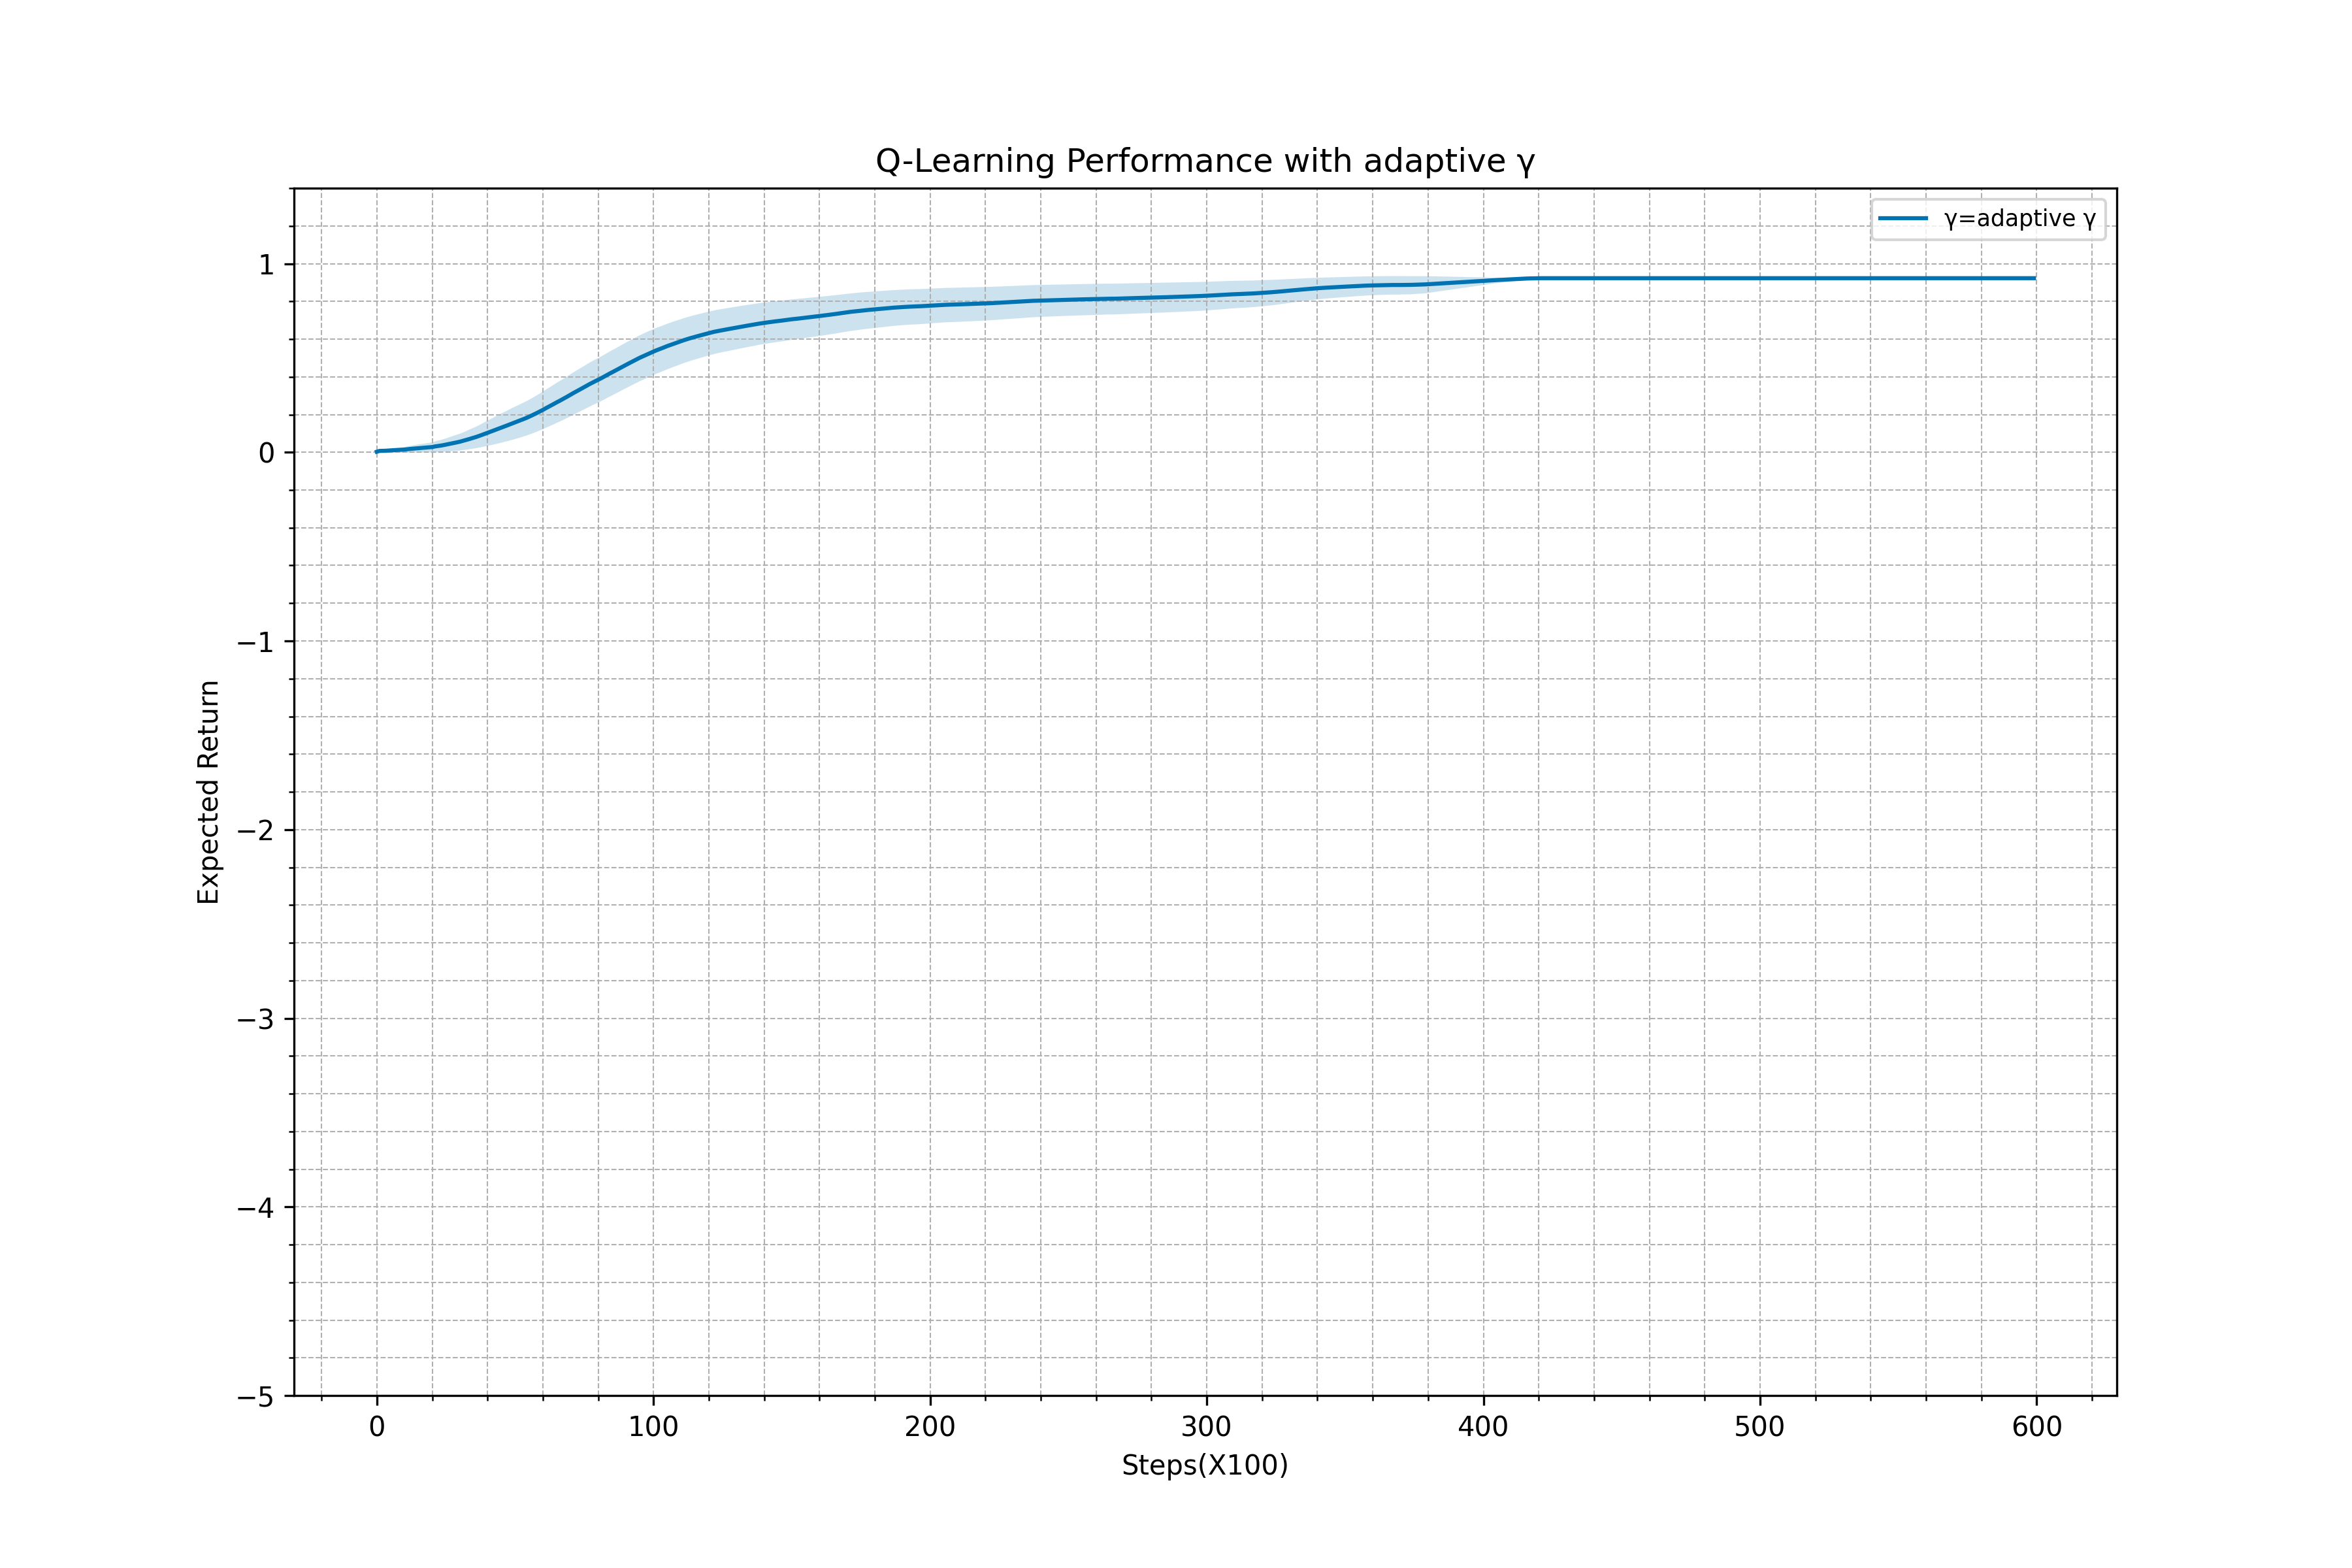 Q-Learning Performance with adaptive γ
γ=adaptive γ
1
0
−1
−2
−3
−4
−5
Expected Return
0 100 200 300 400 500 600
Steps(X100)